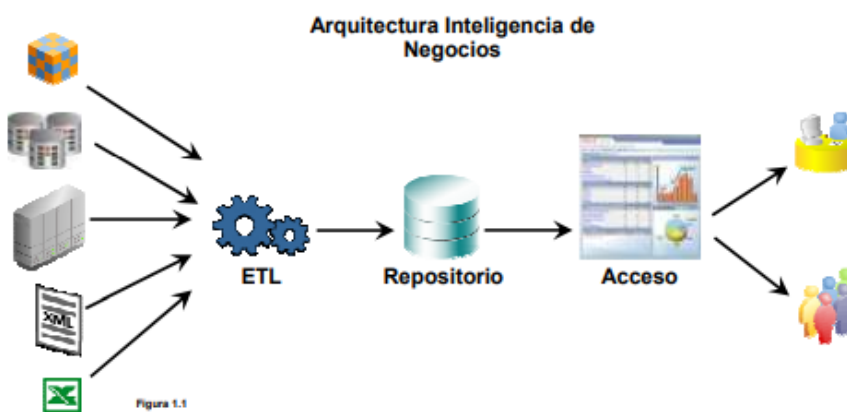 Arquitectura Inteligencia de
Negocios
XML
ETL
Repositorio
Acceso
Figura 1.1